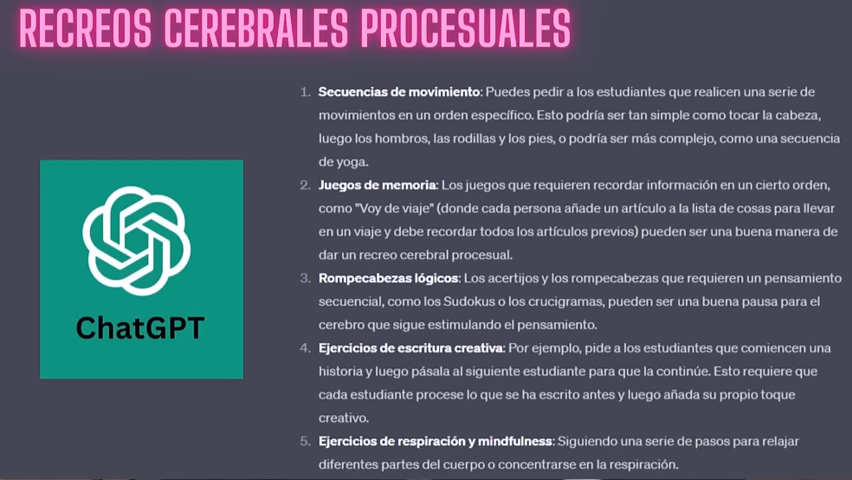 RECREOS CEREBRALES PROCESUALES
ChatGPT
1. Secuencias de movimiento: Puedes pedir a los estudiantes que realicen una serie de
movimientos en un orden específico. Esto podría ser tan simple como tocar la cabeza,
luego los hombros, las rodillas y los pies, o podría ser más complejo, como una secuencia
de yoga.
2. Juegos de memoria: Los juegos que requieren recordar información en un cierto orden,
como "Voy de viaje" (donde cada persona añade un artículo a la lista de cosas para llevar
en un viaje y debe recordar todos los artículos previos) pueden ser una buena manera de
dar un recreo cerebral procesual.
3. Rompecabezas lógicos: Los acertijos y los rompecabezas que requieren un pensamiento
secuencial, como los Sudokus o los crucigramas, pueden ser una buena pausa para el
cerebro que sigue estimulando el pensamiento.
4. Ejercicios de escritura creativa: Por ejemplo, pide a los estudiantes que comiencen una
historia y luego pásala al siguiente estudiante para que la continúe. Esto requiere que
cada estudiante procese lo que se ha escrito antes y luego añada su propio toque
creativo.
5. Ejercicios de respiración y mindfulness: Siguiendo una serie de pasos para relajar
diferentes partes del cuerpo o concentrarse en la respiración.